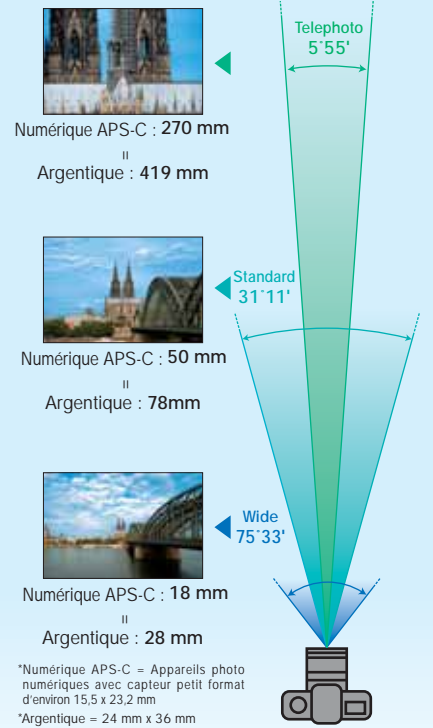 Telephoto
5°55'
Numérique APS-C : 270 mm
=
Argentique : 419 mm
Standard
31°11'
Numérique APS-C : 50 mm
=
Argentique : 78mm
Wide
75°33'
Numérique APS-C : 18 mm
=
Argentique : 28 mm
*Numérique APS-C = Appareils photo
numériques avec capteur petit format
d'environ 15,5 x 23,2 mm
*Argentique = 24 mm x 36 mm